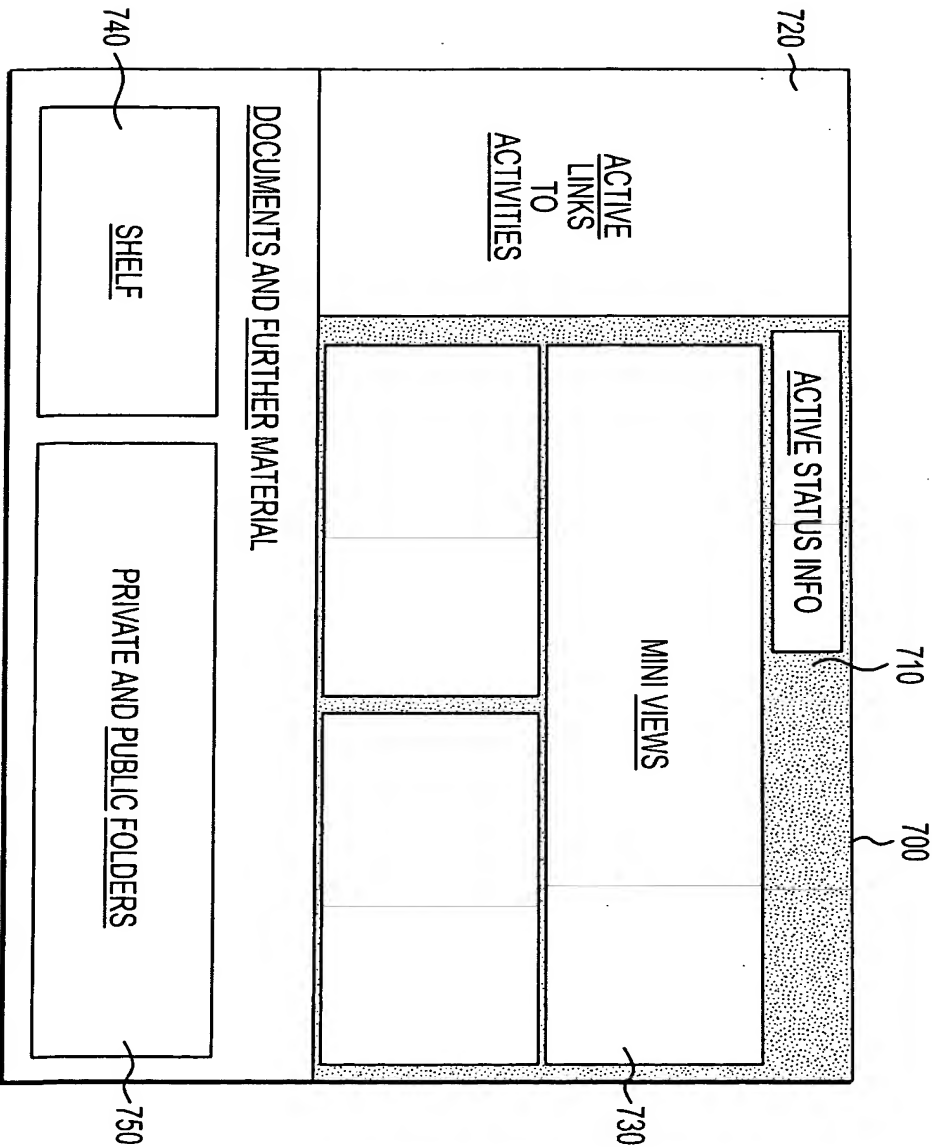 700
710
ACTIVE STATUS INFO
720
ACTIVE
LINKS
TO
ACTIVITIES
MINI VIEWS
730
DOCUMENTS AND FURTHER MATERIAL
740
SHELF
PRIVATE AND PUBLIC FOLDERS
750